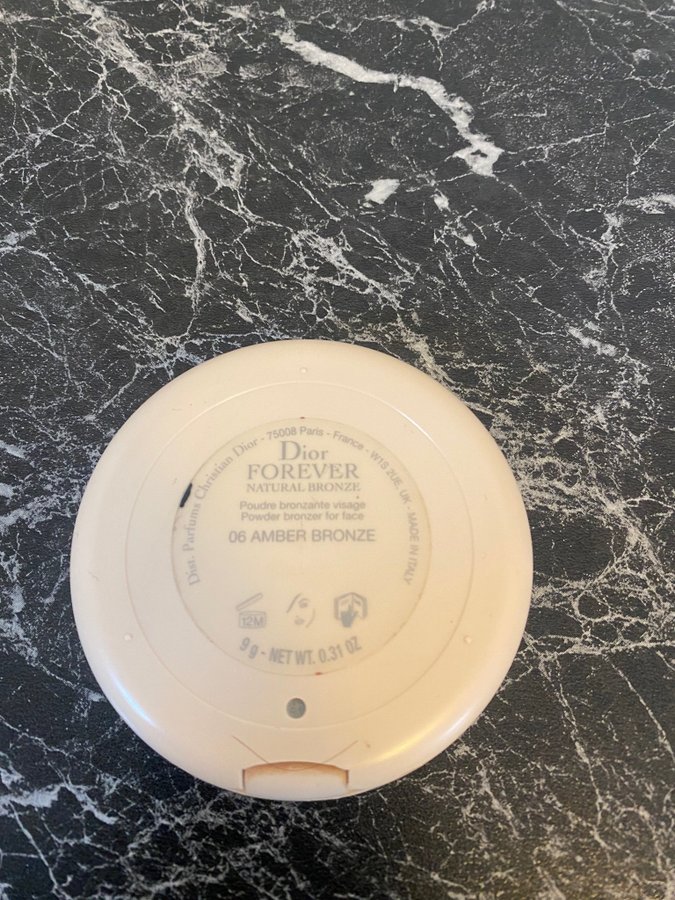 Dist. Parfums Christian Dior - 75008 Paris - France - W1S 2UE. UK - MADE IN ITALY
Dior
FOREVER
NATURAL BRONZE
Poudre bronzante visage
Powder bronzer for face
06 AMBER BRONZE
12M
9 g - NET WT. 0.31 OZ